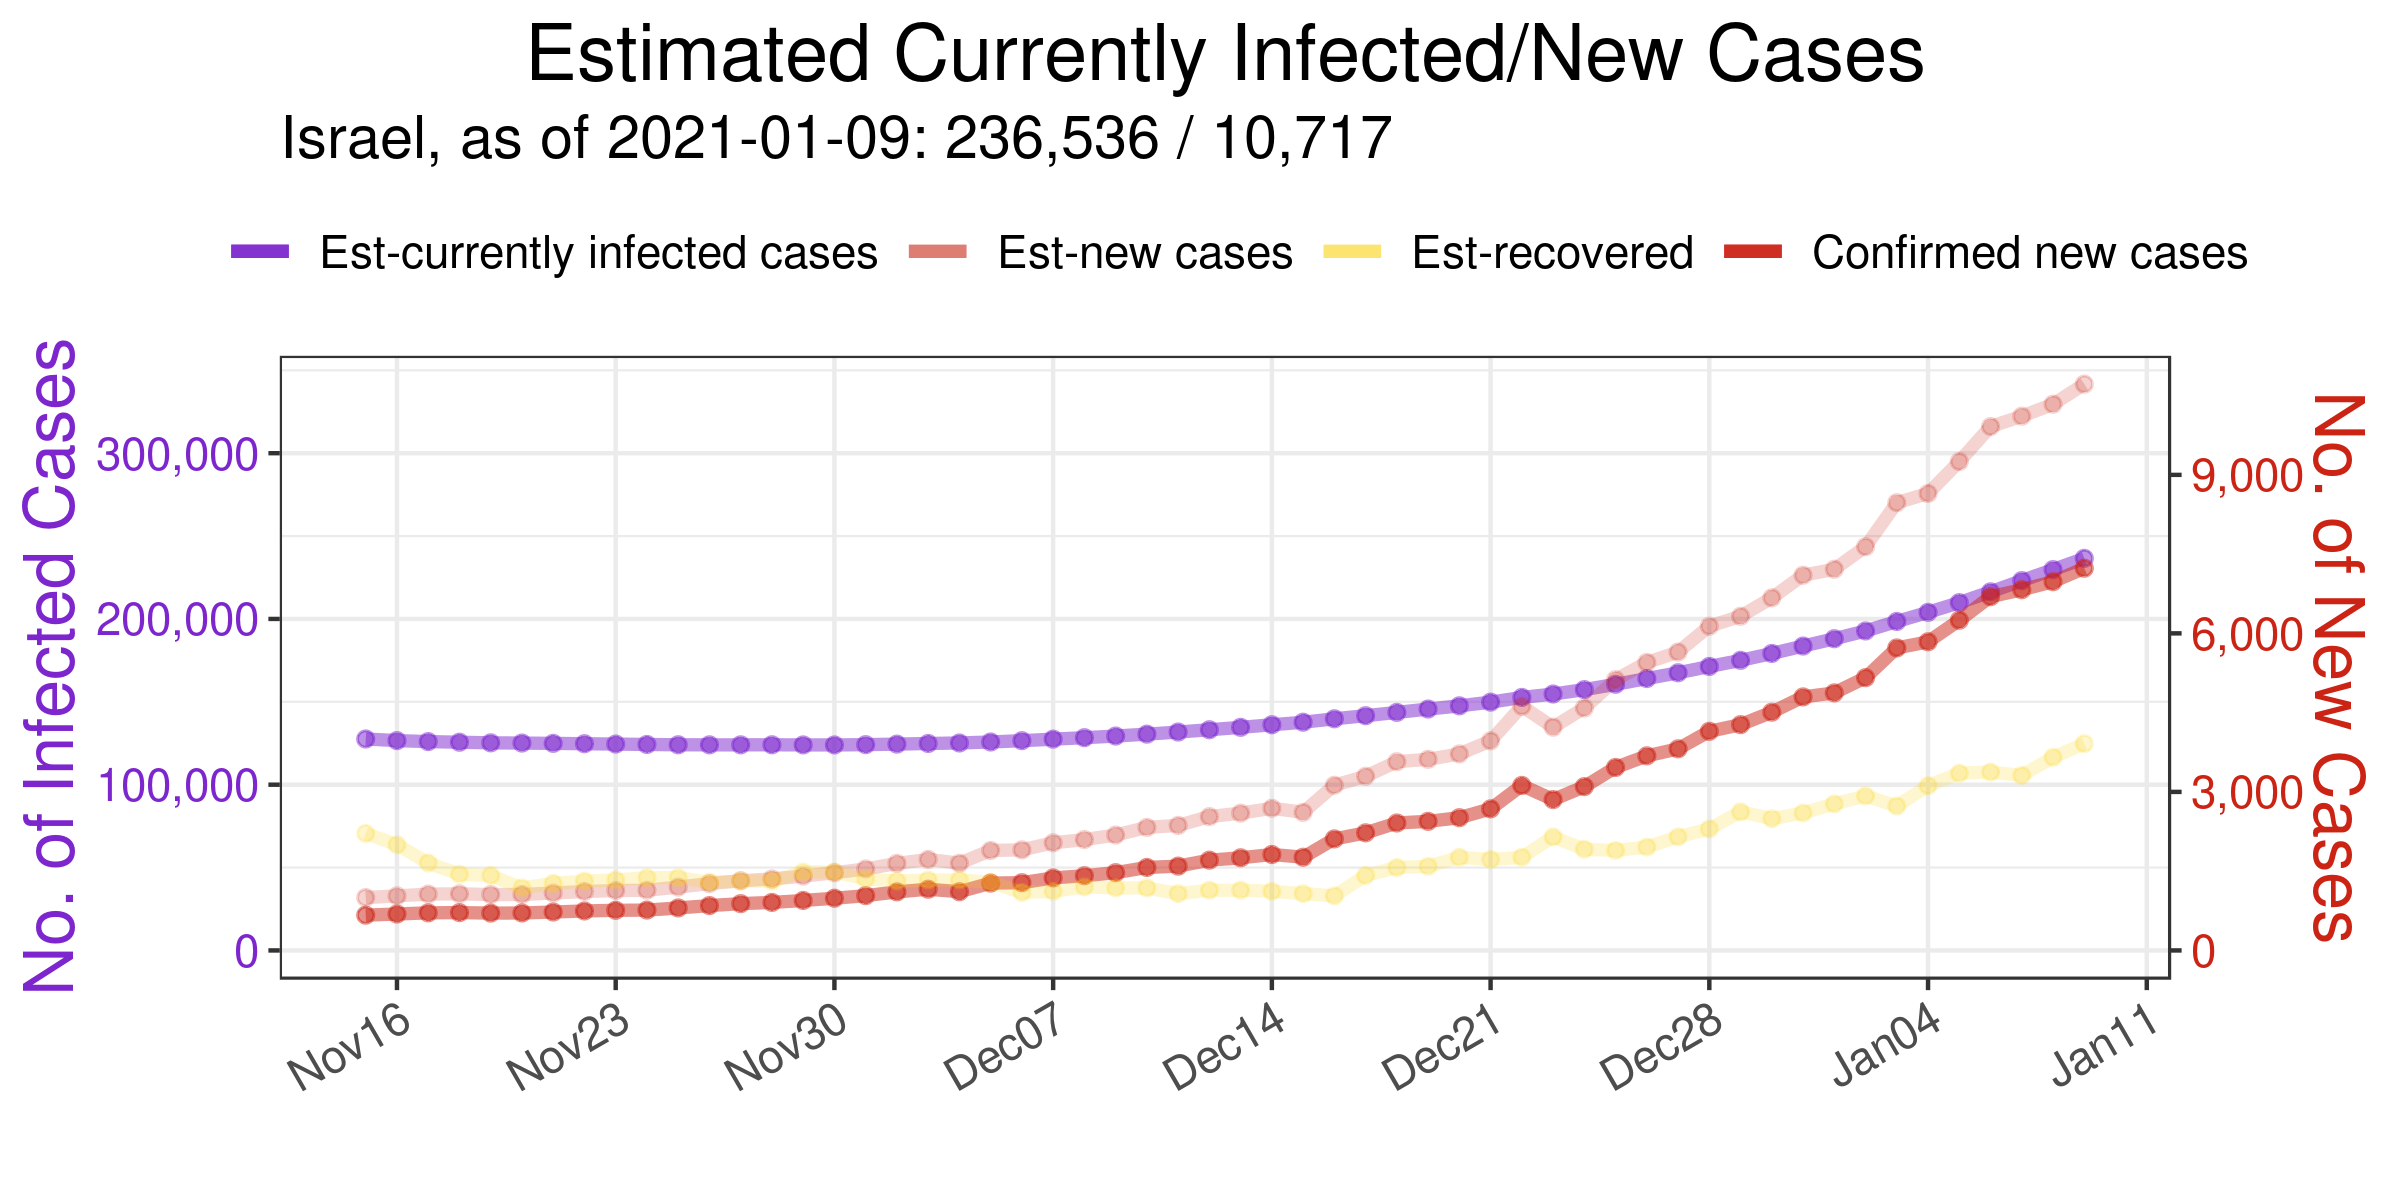 Estimated Currently Infected/New Cases
Israel, as of 2021-01-09: 236,536 / 10,717
Est-currently infected cases Est-new cases Est-recovered Confirmed new cases
No. of Infected Cases
300,000
200,000
100,000
0
9,000
6,000
3,000
0
No. of New Cases
Nov16 Nov23 Nov30 Dec07 Dec14 Dec21 Dec28 Jan04 Jan11